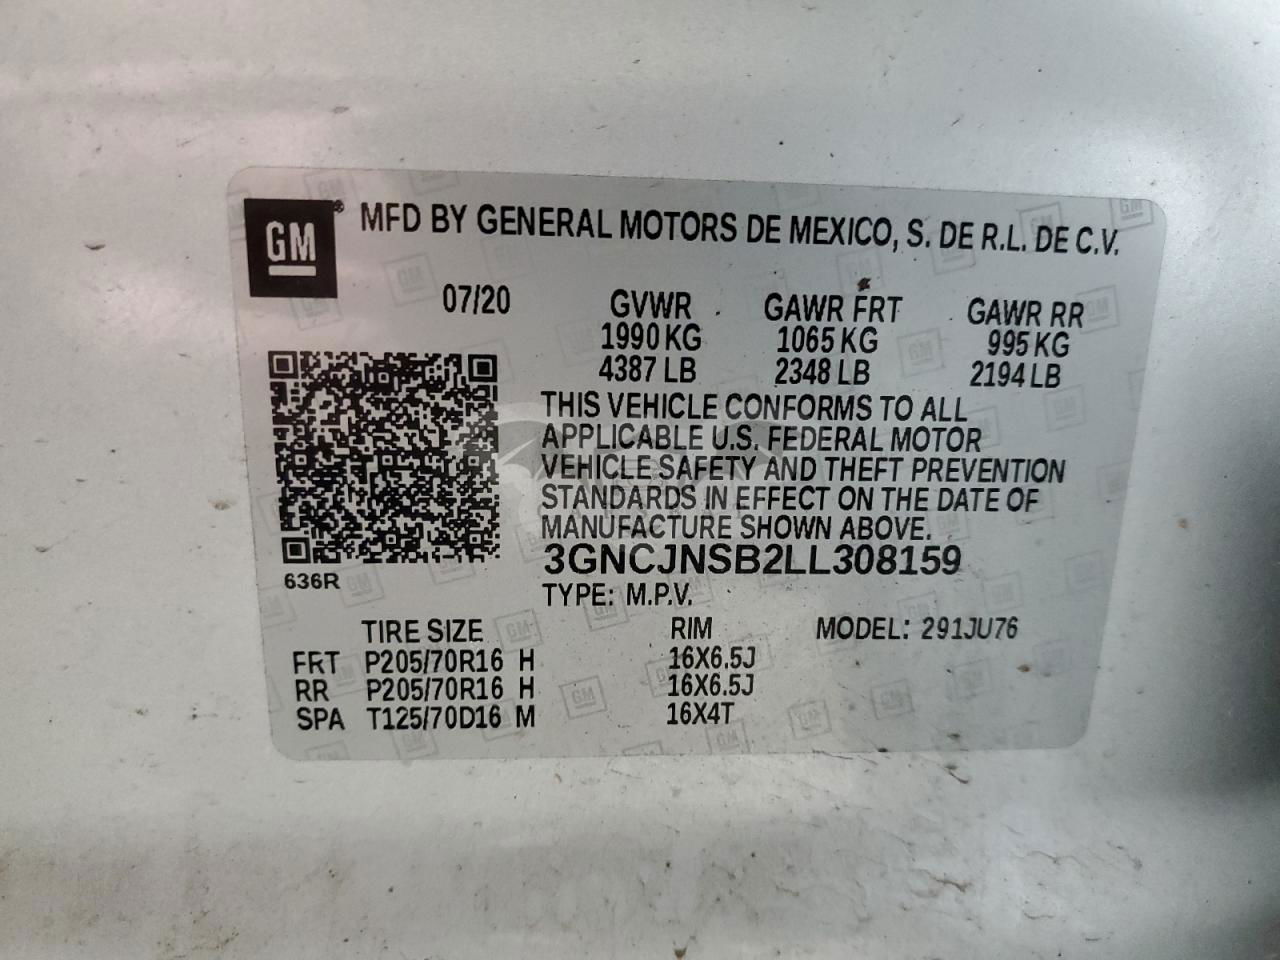 GM ® MFD BY GENERAL MOTORS DE MEXICO, S. DE R.L. DE C.V.
07/20 GVWR GAWR FRT GAWR RR
1990 KG 1065 KG 995 KG
4387 LB 2348 LB 2194 LB
THIS VEHICLE CONFORMS TO ALL
APPLICABLE U.S. FEDERAL MOTOR
VEHICLE SAFETY AND THEFT PREVENTION
STANDARDS IN EFFECT ON THE DATE OF
MANUFACTURE SHOWN ABOVE.
3GNCJNSB2LL308159
636R
TYPE: M.P.V.
TIRE SIZE RIM MODEL: 291JU76
FRT P205/70R16 H 16X6.5J
RR P205/70R16 H 16X6.5J
SPA T125/70D16 M 16X4T